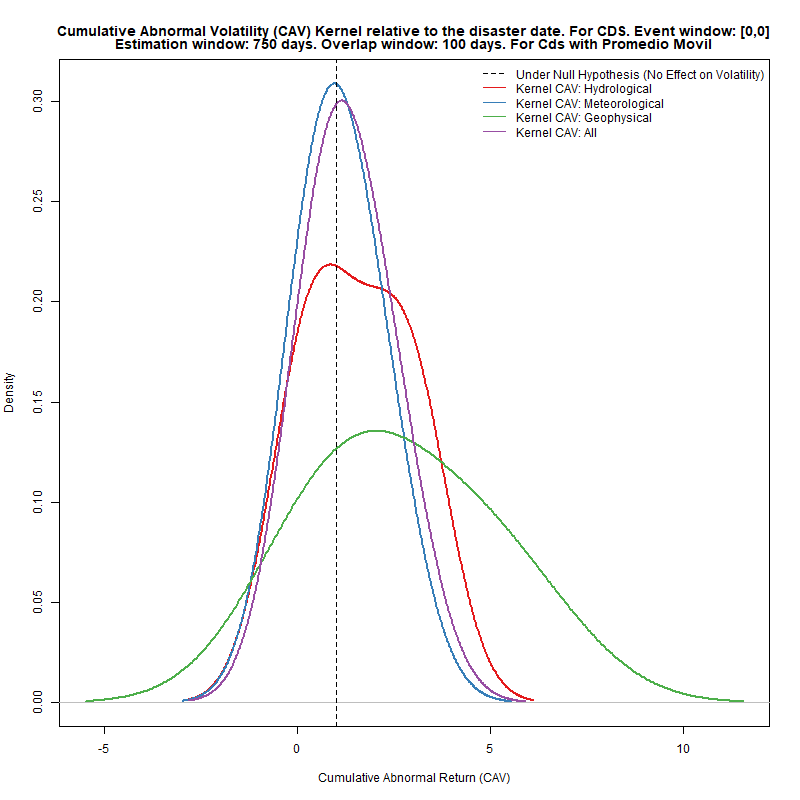 Cumulative Abnormal Volatility (CAV) Kernel relative to the disaster date. For CDS. Event window: [0,0]
Estimation window: 750 days. Overlap window: 100 days. For Cds with Promedio Movil
Under Null Hypothesis (No Effect on Volatility)
Kernel CAV: Hydrological
Kernel CAV: Meteorological
Kernel CAV: Geophysical
Kernel CAV: All
0.30
0.25
0.20
0.15
0.10
0.05
0.00
Density
-5 0 5 10
Cumulative Abnormal Return (CAV)